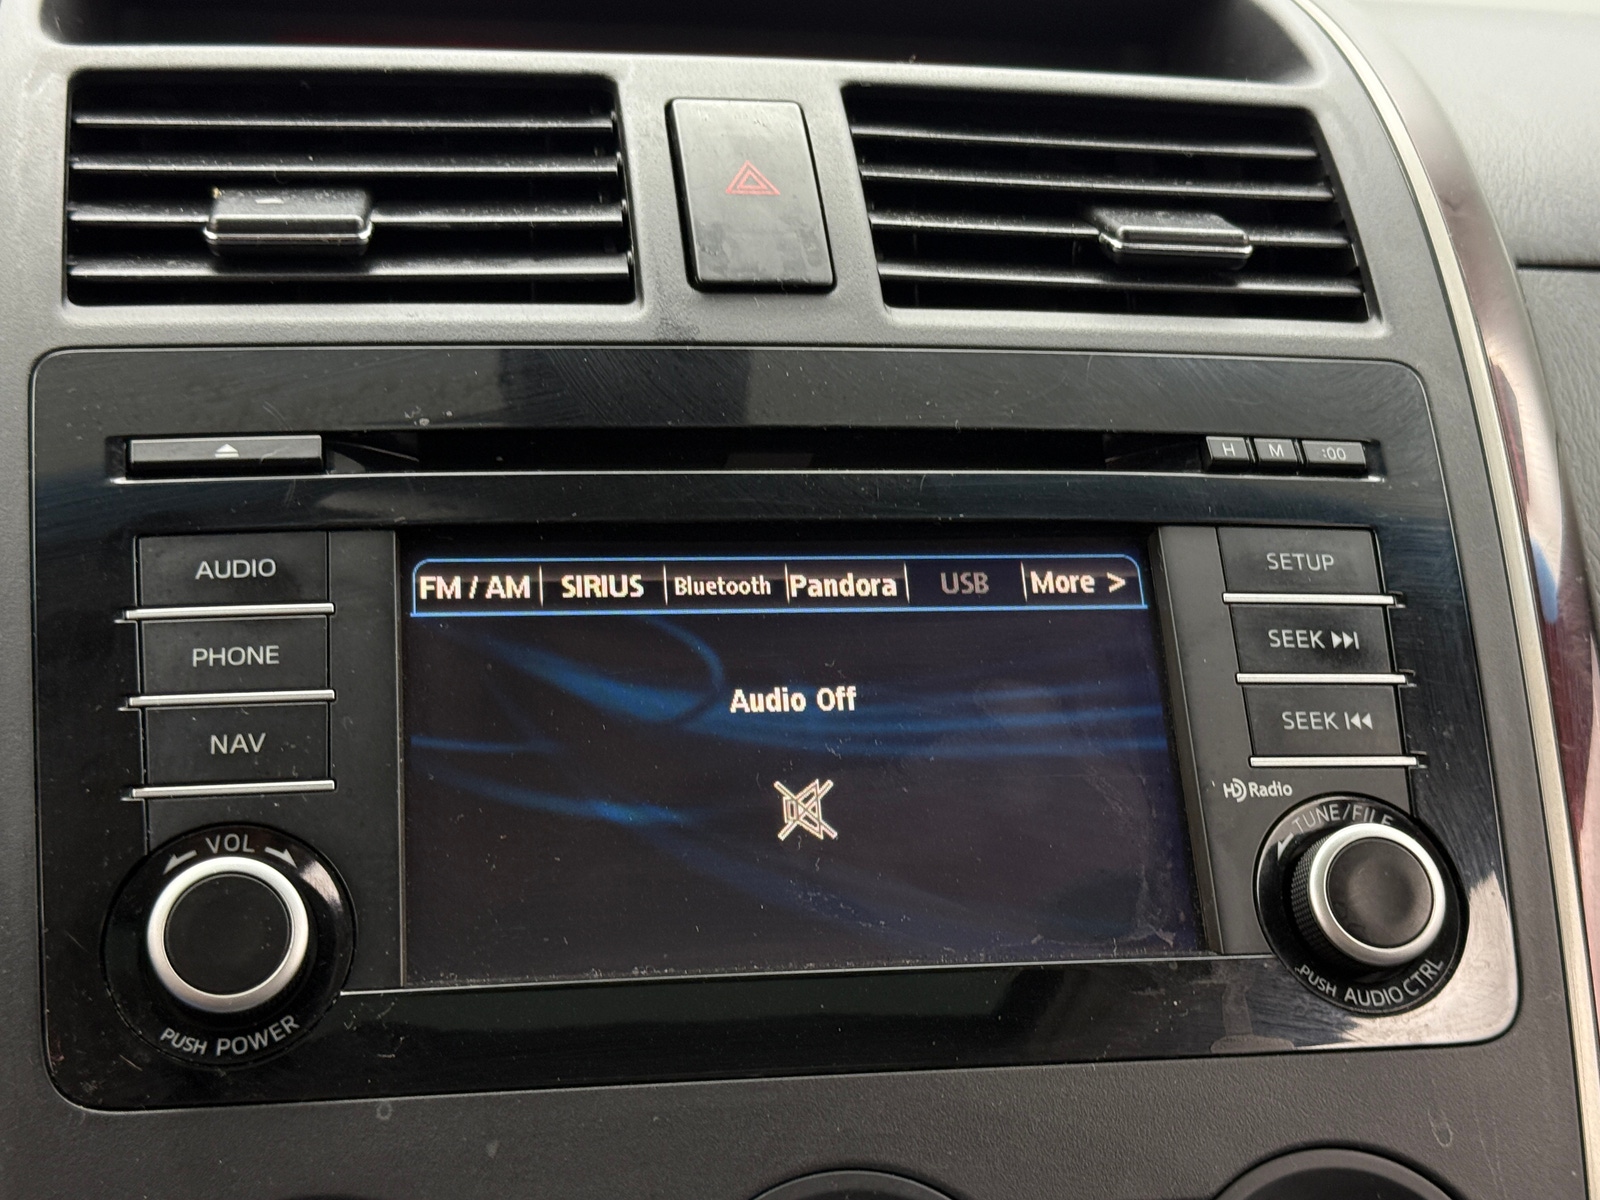 H M :00
AUDIO
PHONE
NAV
VOL
PUSH POWER
FM / AM SIRIUS Bluetooth Pandora USB More >
Audio Off
SETUP
SEEK
SEEK
HD Radio
TUNE/FILE
PUSH AUDIO CTRL